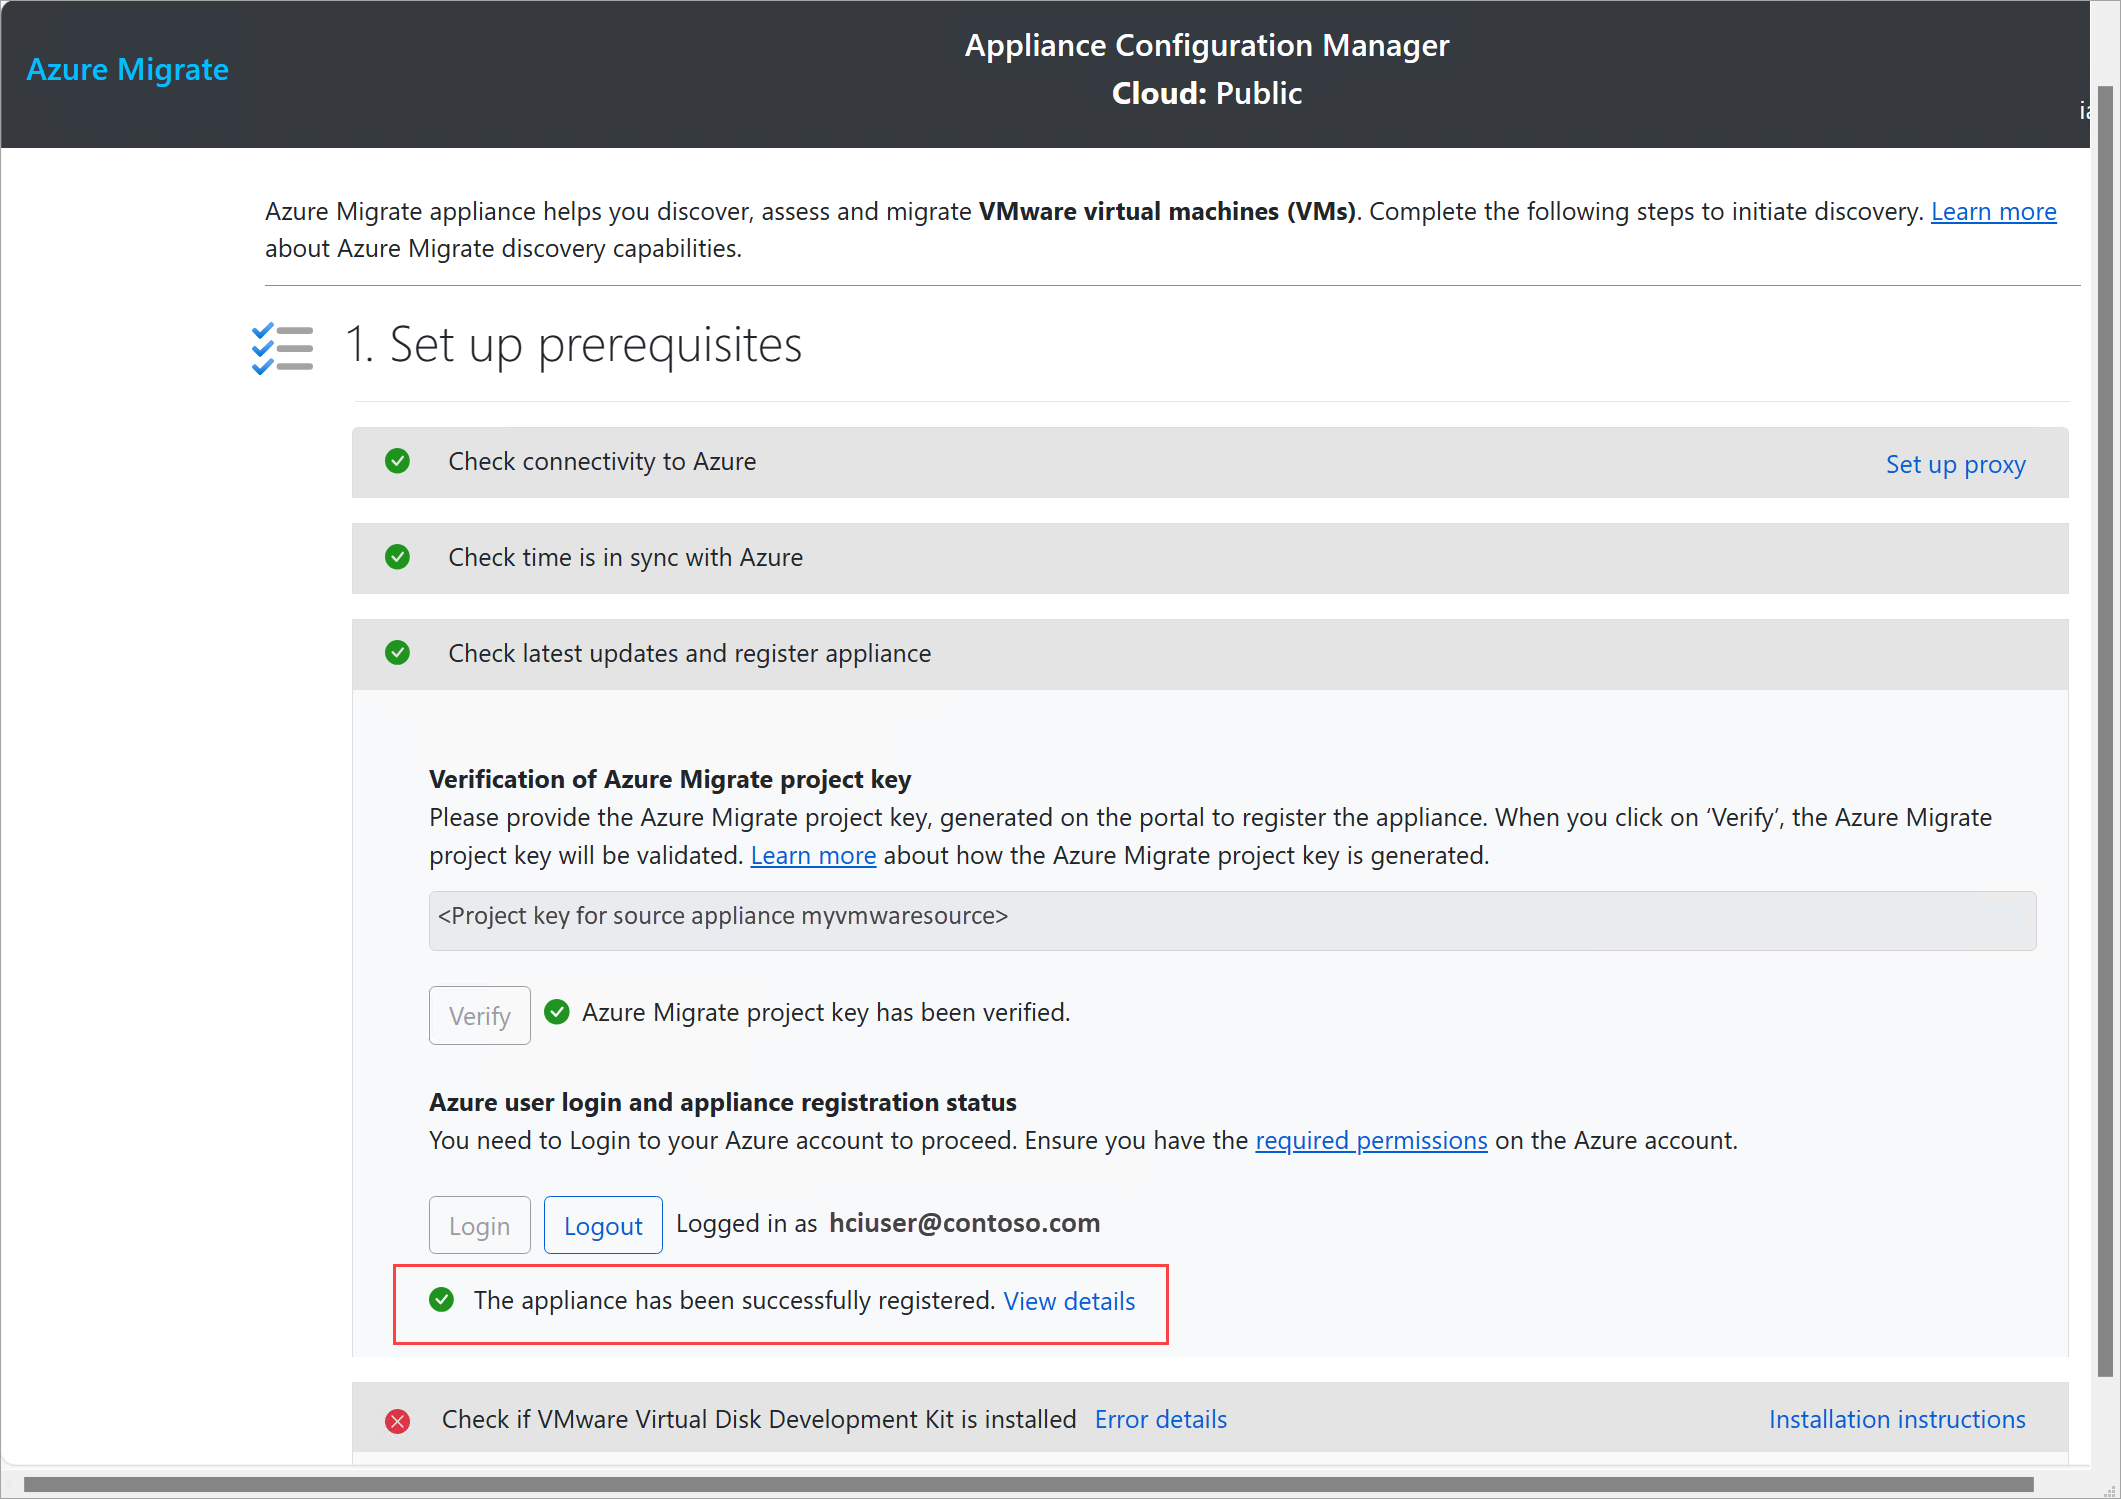 Azure Migrate
Appliance Configuration Manager
Cloud: Public
Azure Migrate appliance helps you discover, assess and migrate VMware virtual machines (VMs). Complete the following steps to initiate discovery. Learn more
about Azure Migrate discovery capabilities.
1. Set up prerequisites
Check connectivity to Azure
Set up proxy
Check time is in sync with Azure
Check latest updates and register appliance
Verification of Azure Migrate project key
Please provide the Azure Migrate project key, generated on the portal to register the appliance. When you click on ‘Verify’, the Azure Migrate
project key will be validated. Learn more about how the Azure Migrate project key is generated.
<Project key for source appliance myvmwaresource>
Verify
Azure Migrate project key has been verified.
Azure user login and appliance registration status
You need to Login to your Azure account to proceed. Ensure you have the required permissions on the Azure account.
Login
Logout
Logged in as hciuser@contoso.com
The appliance has been successfully registered. View details
Check if VMware Virtual Disk Development Kit is installed Error details
Installation instructions